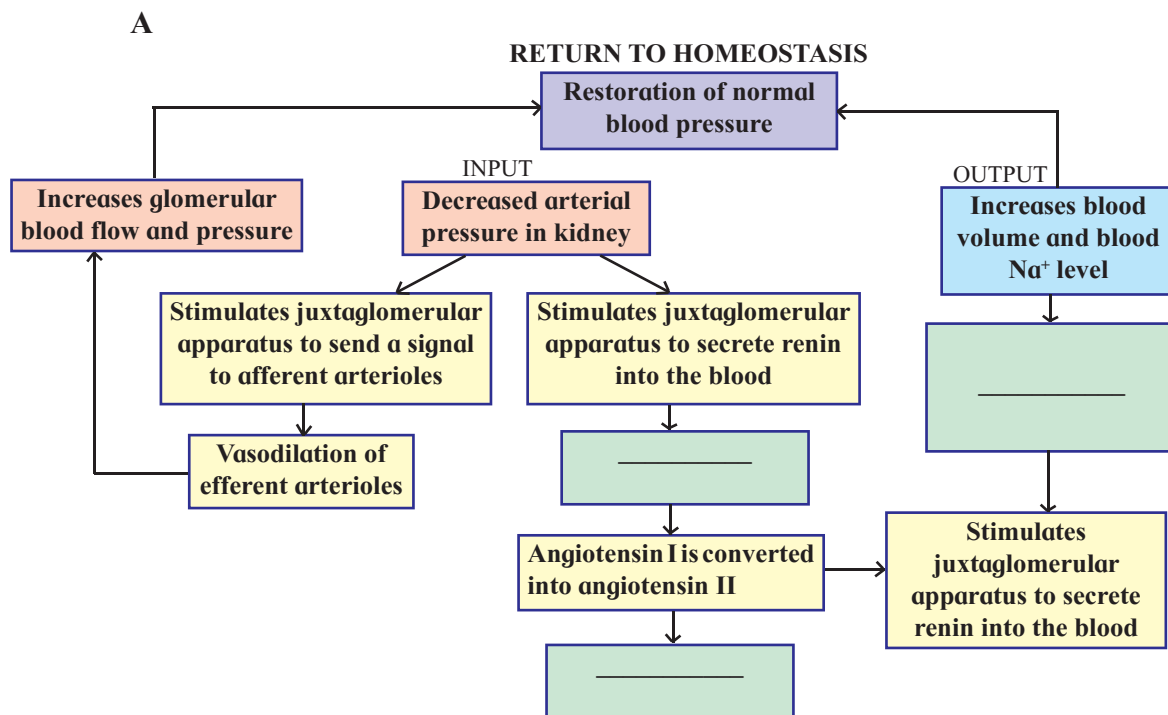 A
RETURN TO HOMEOSTASIS
Restoration of normal
blood pressure
INPUT
OUTPUT
Increases glomerular
blood flow and pressure
Decreased arterial
pressure in kidney
Increases blood
volume and blood
Na⁺ level
Stimulates juxtaglomerular
apparatus to send a signal
to afferent arterioles
Stimulates juxtaglomerular
apparatus to secrete renin
into the blood
Vasodilation of
efferent arterioles
Angiotensin I is converted
into angiotensin II
Stimulates
juxtaglomerular
apparatus to secrete
renin into the blood